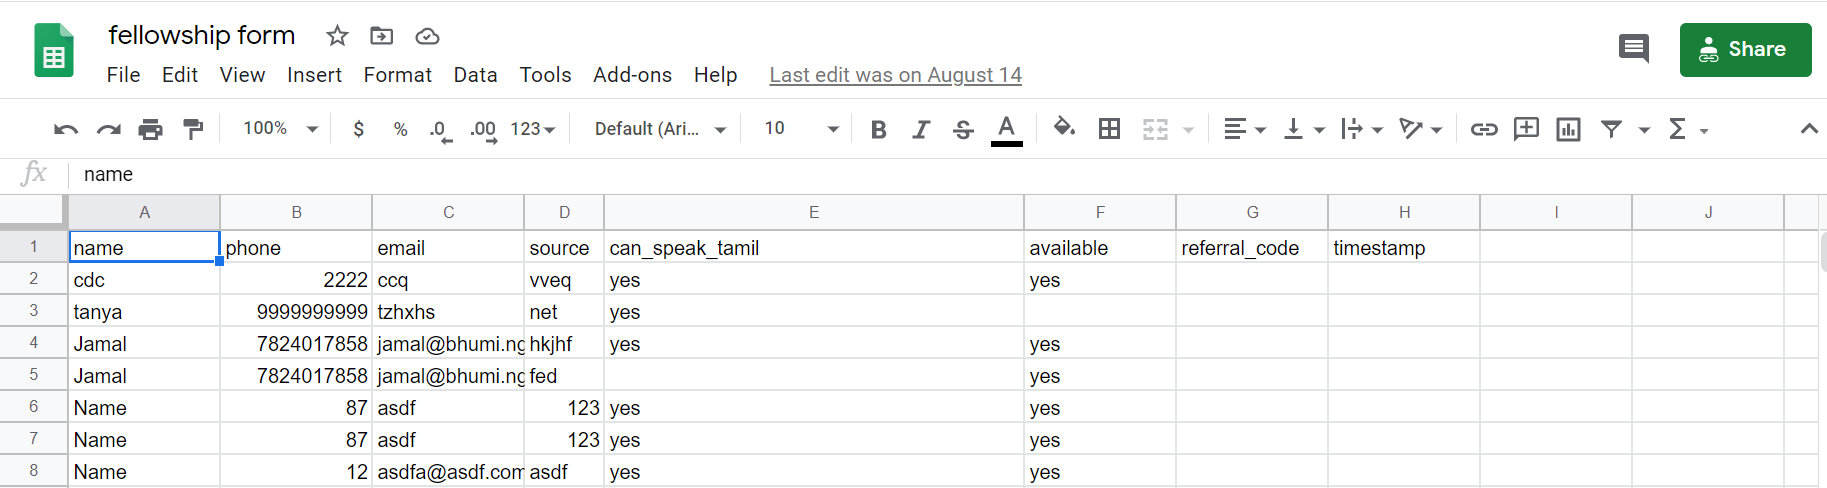 fellowship form
File Edit View Insert Format Data Tools Add-ons Help Last edit was on August 14
Share
100% $ % .0 .00 123 Default (Ari... 10 B I S A Σ
fx name
A B C D E F G H I J
1 name phone email source can_speak_tamil available referral_code timestamp
2 cdc 2222 ccq vveq yes yes
3 tanya 9999999999 tzhxhs net yes
4 Jamal 7824017858 jamal@bhumi.ng hkjhf yes yes
5 Jamal 7824017858 jamal@bhumi.ng fed yes
6 Name 87 asdf 123 yes yes
7 Name 87 asdf 123 yes yes
8 Name 12 asdfa@asdf.com asdf yes yes